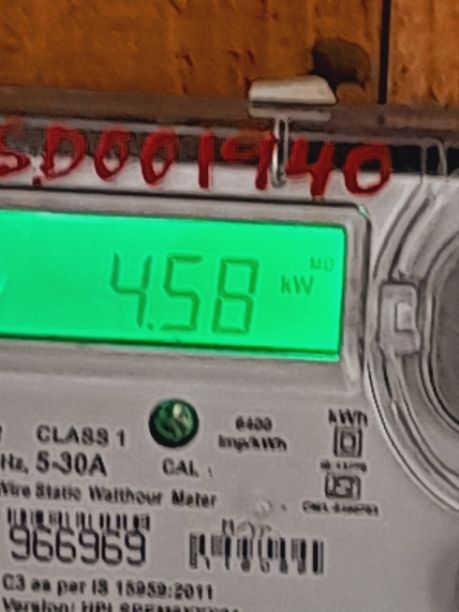 SD001940
MD
4.58 kW
CLASS 1
6400
imp/kWh
kWh
Hz, 5-30A
CAL
Wire Static Watthour Meter
966969
C3 as per IS 15959:2011